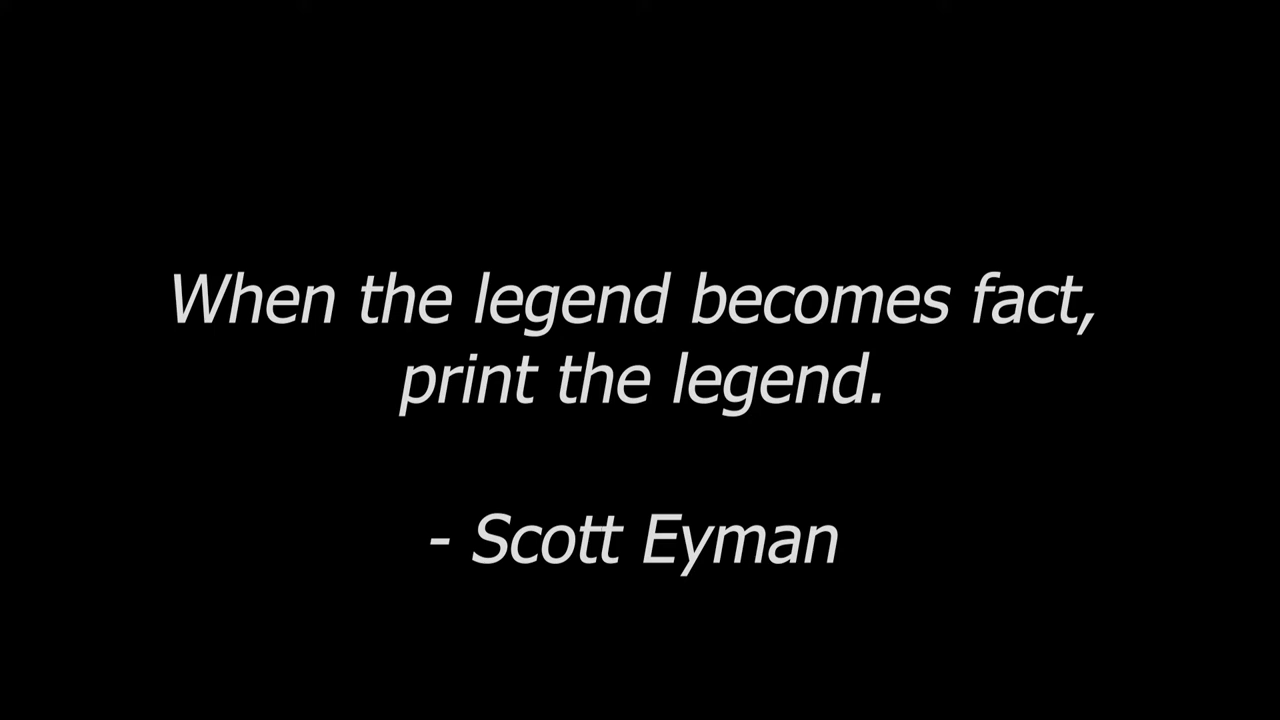 When the legend becomes fact,
print the legend.
- Scott Eyman